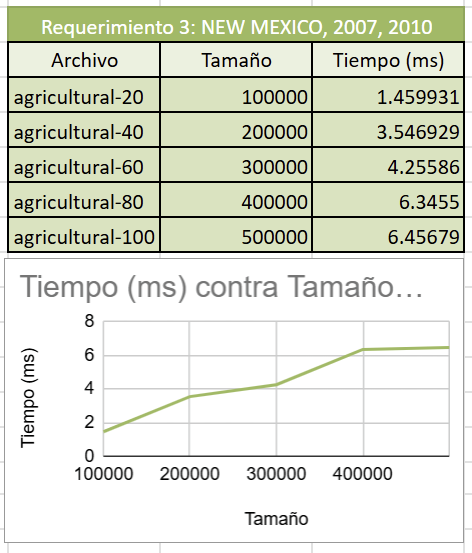 Requerimiento 3: NEW MEXICO, 2007, 2010
Archivo Tamaño Tiempo (ms)
agricultural-20 100000 1.459931
agricultural-40 200000 3.546929
agricultural-60 300000 4.25586
agricultural-80 400000 6.3455
agricultural-100 500000 6.45679
Tiempo (ms) contra Tamaño...
Tiempo (ms)
8
6
4
2
0
100000 200000 300000 400000
Tamaño